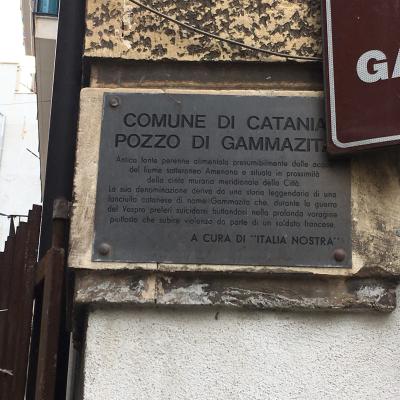 COMUNE DI CATANIA
POZZO DI GAMMAZITA
Antica fonte perenne alimentata presumibilmente dalle acque
del fiume sotterraneo Amenano e situata in prossimità
della cinta muraria meridionale della Città.
La sua denominazione deriva da una storia leggendaria di una
fanciulla catanese di nome Gammazita che, durante la guerra
del Vespro preferì suicidarsi buttandosi nella profonda voragine
piuttosto che subire violenza da parte di un soldato francese.
A CURA DI "ITALIA NOSTRA"
GA